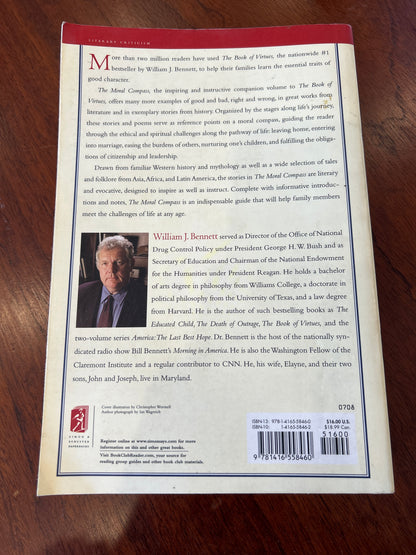 LITERARY CRITICISM
More than two million readers have used The Book of Virtues, the nationwide #1
bestseller by William J. Bennett, to help their families learn the essential traits of
good character.
The Moral Compass, the inspiring and instructive companion volume to The Book of
Virtues, offers many more examples of good and bad, right and wrong, in great works from
literature and in exemplary stories from history. Organized by the stages along life's journey,
these stories and poems serve as reference points on a moral compass, guiding the reader
through the ethical and spiritual challenges along the pathway of life: leaving home, entering
into marriage, easing the burdens of others, nurturing one's children, and fulfilling the obliga-
tions of citizenship and leadership.
Drawn from familiar Western history and mythology as well as a wide selection of tales
and folklore from Asia, Africa, and Latin America, the stories in The Moral Compass are literary
and evocative, designed to inspire as well as instruct. Complete with informative introduc-
tions and notes, The Moral Compass is an indispensable guide that will help family members
meet the challenges of life at any age.
William J. Bennett served as Director of the Office of National
Drug Control Policy under President George H. W. Bush and as
Secretary of Education and Chairman of the National Endowment
for the Humanities under President Reagan. He holds a bachelor
of arts degree in philosophy from Williams College, a doctorate in
political philosophy from the University of Texas, and a law degree
from Harvard. He is the author of such bestselling books as The
Educated Child, The Death of Outrage, The Book of Virtues, and the
two-volume series America: The Last Best Hope. Dr. Bennett is the host of the nationally syn-
dicated radio show Bill Bennett's Morning in America. He is also the Washington Fellow of the
Claremont Institute and a regular contributor to CNN. He, his wife, Elayne, and their two
sons, John and Joseph, live in Maryland.
0708
Cover illustration by Christopher Wormell
Author photograph by Ian Wagreich
SIMON &
SCHUSTER
PAPERBACKS
Register online at www.simonsays.com for more
information on this and other great books.
Visit BookClubReader.com, your source for
reading group guides and other book club materials.
ISBN-13: 978-1-4165-5846-0 $16.00 U.S.
ISBN-10: 1-4165-5846-2 $18.99 Can.
51600
9 781416 558460